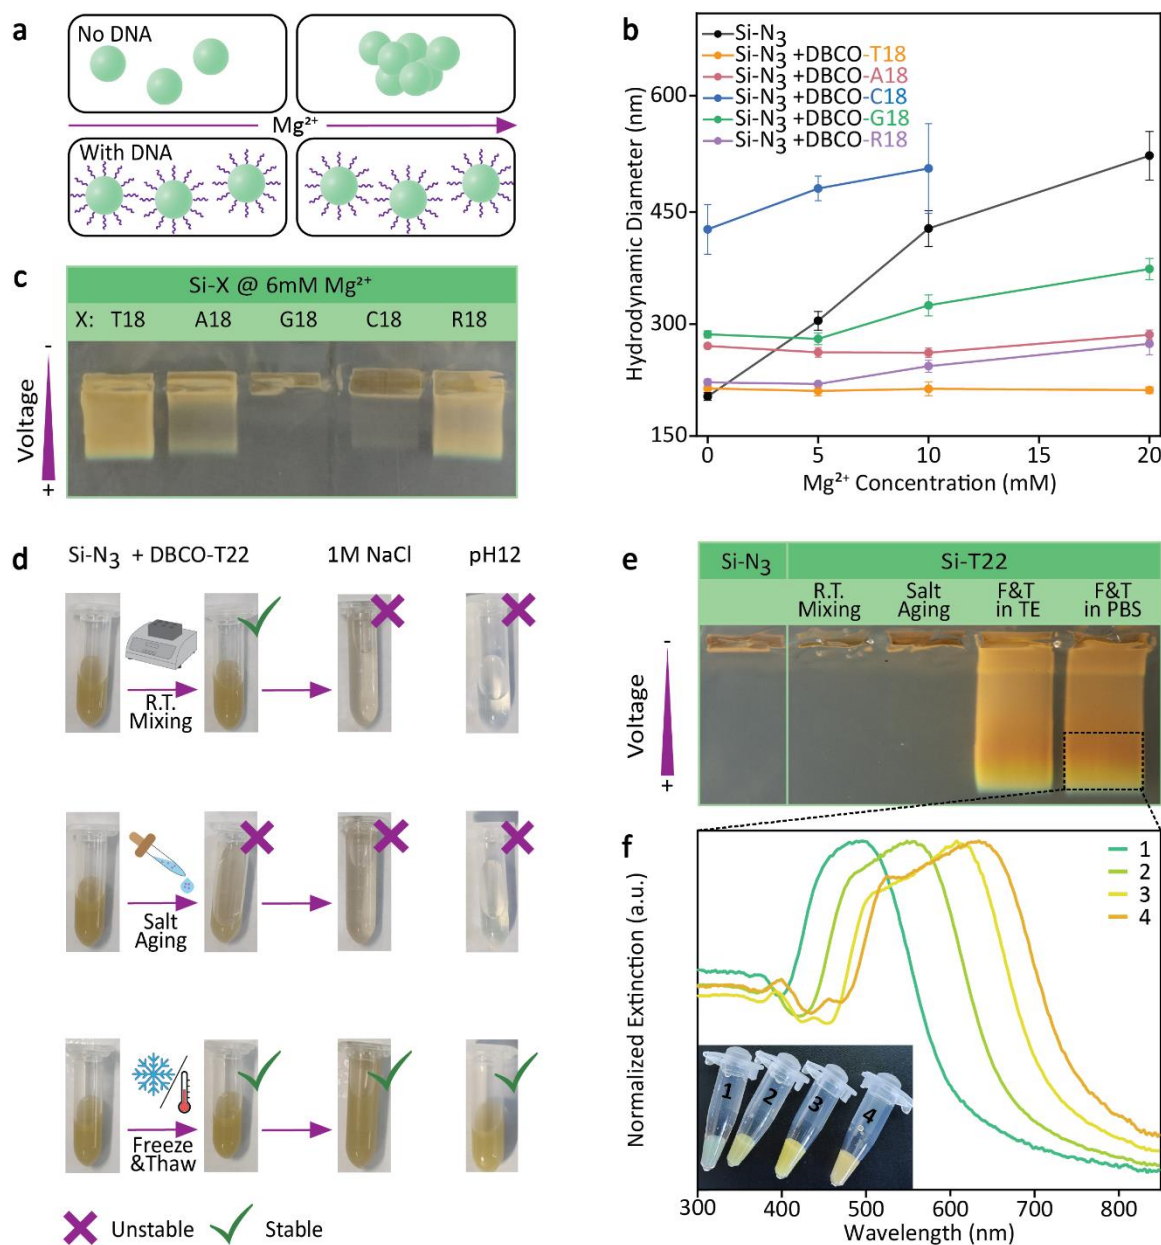 a
No DNA
Mg²⁺
With DNA
b
Si-N₃
Si-N₃ +DBCO-T18
Si-N₃ +DBCO-A18
Si-N₃ +DBCO-C18
Si-N₃ +DBCO-G18
Si-N₃ +DBCO-R18
Hydrodynamic Diameter (nm)
600
450
300
150
0 5 10 15 20
Mg²⁺ Concentration (mM)
c
Si-X @ 6mM Mg²⁺
X: T18 A18 G18 C18 R18
-
Voltage
+
d
Si-N₃ + DBCO-T22 1M NaCl pH12
R.T.
Mixing
Salt
Aging
Freeze
&Thaw
Unstable Stable
e
Si-N₃ Si-T22
R.T.
Mixing
Salt
Aging
F&T
in TE
F&T
in PBS
-
Voltage
+
f
1
2
3
4
Normalized Extinction (a.u.)
1 2 3 4
300 400 500 600 700 800
Wavelength (nm)